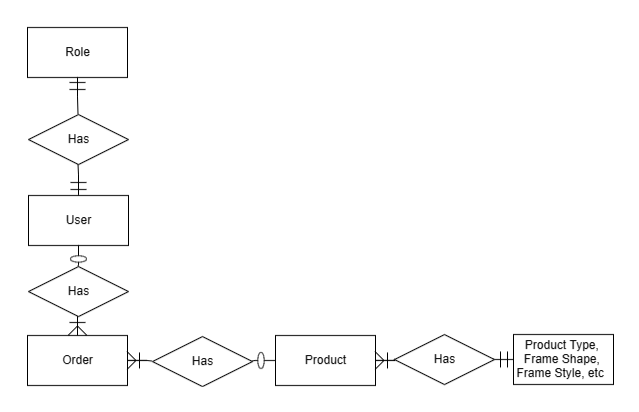 Role
Has
User
Has
Order
Has
Product
Has
Product Type,
Frame Shape,
Frame Style, etc